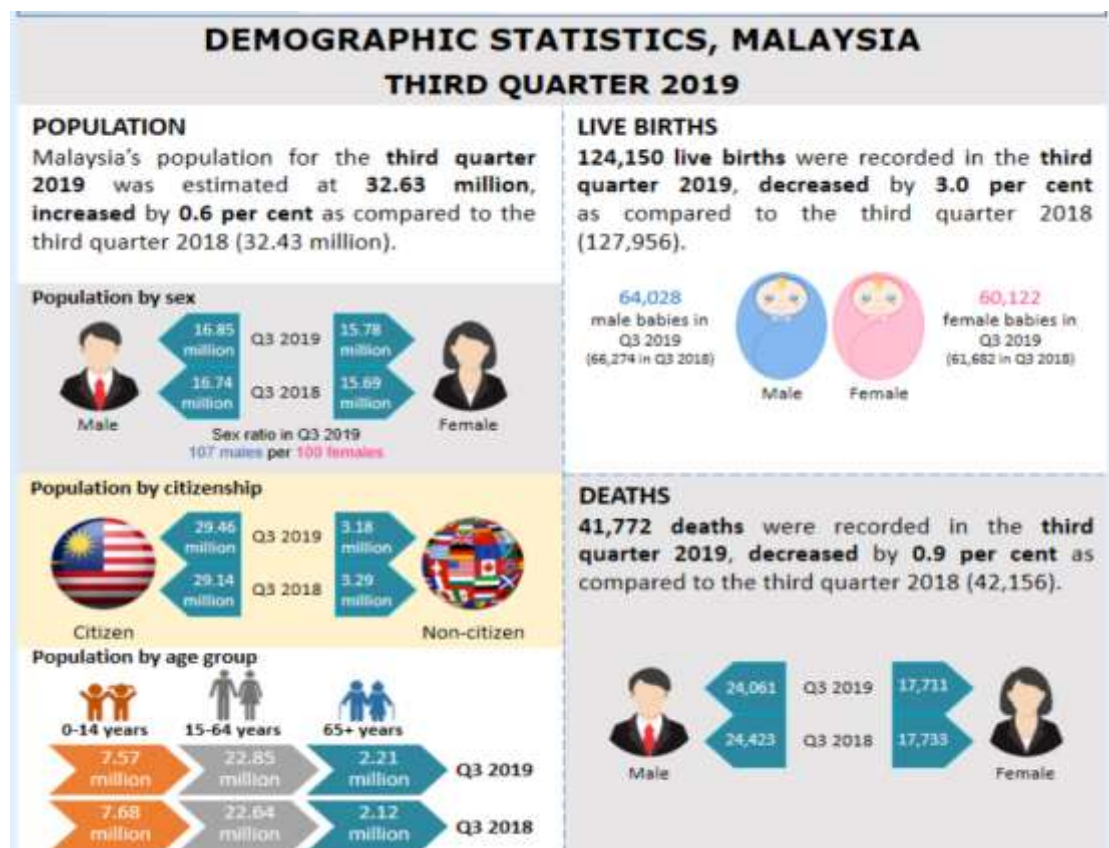 DEMOGRAPHIC STATISTICS, MALAYSIA
THIRD QUARTER 2019
POPULATION
Malaysia's population for the third quarter
2019 was estimated at 32.63 million,
increased by 0.6 per cent as compared to the
third quarter 2018 (32.43 million).
Population by sex
16.85
million
Q3 2019
15.78
million
16.74
million
Q3 2018
15.69
million
Male
Female
Sex ratio in Q3 2019
107 males per 100 females
Population by citizenship
29.46
million
Q3 2019
3.18
million
29.14
million
Q3 2018
3.29
million
Citizen
Non-citizen
Population by age group
0-14 years
15-64 years
65+ years
7.57
million
22.85
million
2.21
million
Q3 2019
7.68
million
22.64
million
2.12
million
Q3 2018
LIVE BIRTHS
124,150 live births were recorded in the third
quarter 2019, decreased by 3.0 per cent
as compared to the third quarter 2018
(127,956).
64,028
male babies in
Q3 2019
(66,274 in Q3 2018)
Male
Female
60,122
female babies in
Q3 2019
(61,682 in Q3 2018)
DEATHS
41,772 deaths were recorded in the third
quarter 2019, decreased by 0.9 per cent as
compared to the third quarter 2018 (42,156).
24,061
Q3 2019
17,711
24,423
Q3 2018
17,733
Male
Female